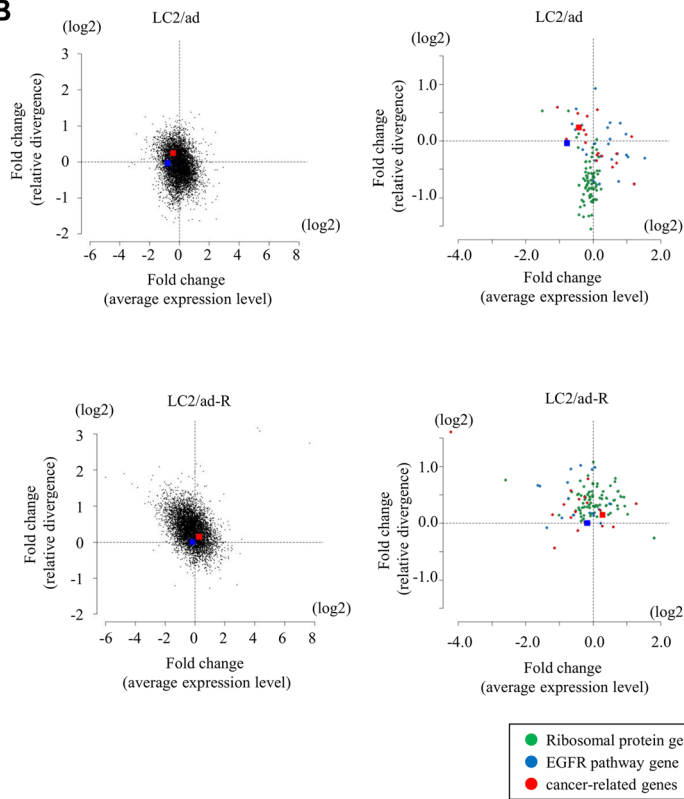 B
LC2/ad
(log2)
3
2
1
0
-1
-2
Fold change
(relative divergence)
(log2)
-6 -4 -2 0 2 4 6 8
Fold change
(average expression level)
LC2/ad
(log2)
1.0
0.0
-1.0
Fold change
(relative divergence)
(log2)
-4.0 -2.0 0.0 2.0
Fold change
(average expression level)
LC2/ad-R
(log2)
3
2
1
0
-1
-2
Fold change
(relative divergence)
(log2)
-6 -4 -2 0 2 4 6 8
Fold change
(average expression level)
LC2/ad-R
(log2)
1.0
0.0
-1.0
Fold change
(relative divergence)
(log2
-4.0 -2.0 0.0 2.0
Fold change
(average expression level)
Ribosomal protein ge
EGFR pathway gene
cancer-related genes